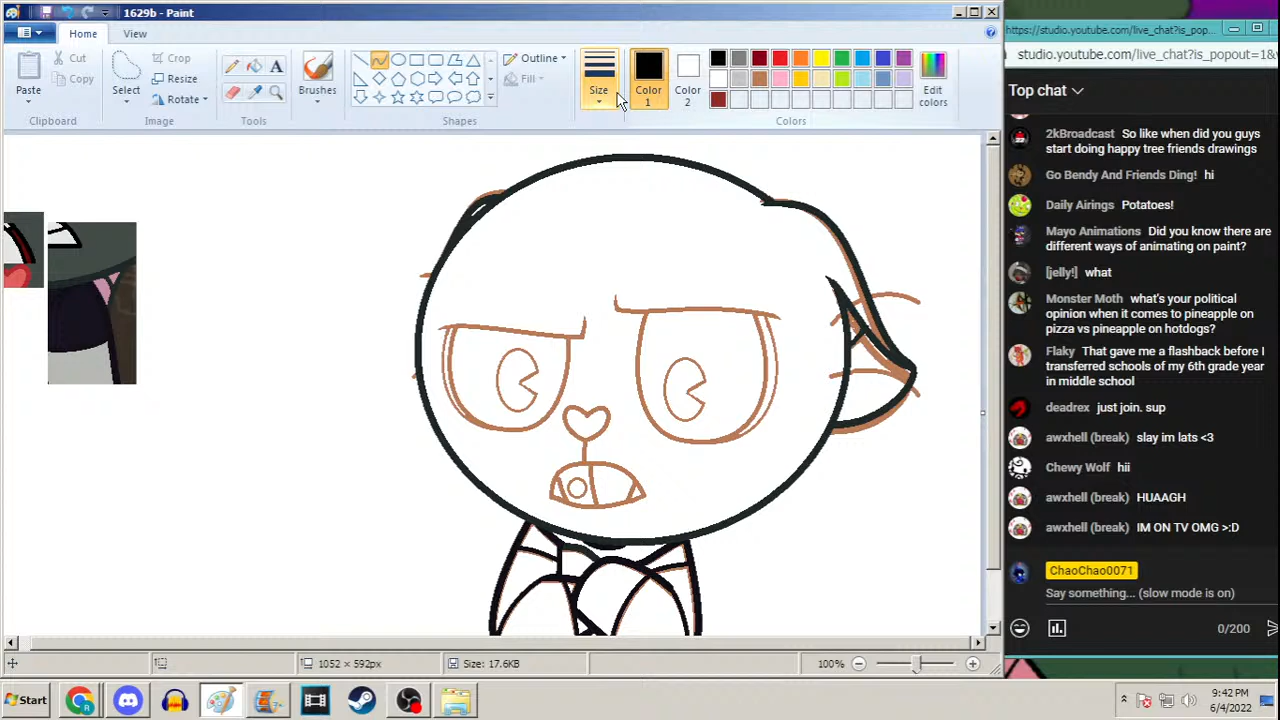 1629b - Paint
https://studio.youtube.com/live_chat?is_pop...
Home
View
studio.youtube.com/live_chat?is_popout=1&
Paste
Cut
Copy
Clipboard
Select
Crop
Resize
Rotate
Image
Tools
Brushes
Shapes
Outline
Fill
Size
Color
1
Color
2
Edit
colors
Colors
Top chat
2kBroadcast So like when did you guys
start doing happy tree friends drawings
Go Bendy And Friends Ding! hi
Daily Airings Potatoes!
Mayo Animations Did you know there are
different ways of animating on paint?
[jelly!] what
Monster Moth what's your political
opinion when it comes to pineapple on
pizza vs pineapple on hotdogs?
Flaky That gave me a flashback before I
transferred schools of my 6th grade year
in middle school
deadrex just join. sup
awxhell (break) slay im lats <3
Chewy Wolf hii
awxhell (break) HUAAGH
awxhell (break) IM ON TV OMG >:D
ChaoChao0071
Say something... (slow mode is on)
0/200
1052 × 592px
Size: 17.6KB
100%
Start
9:42 PM
6/4/2022